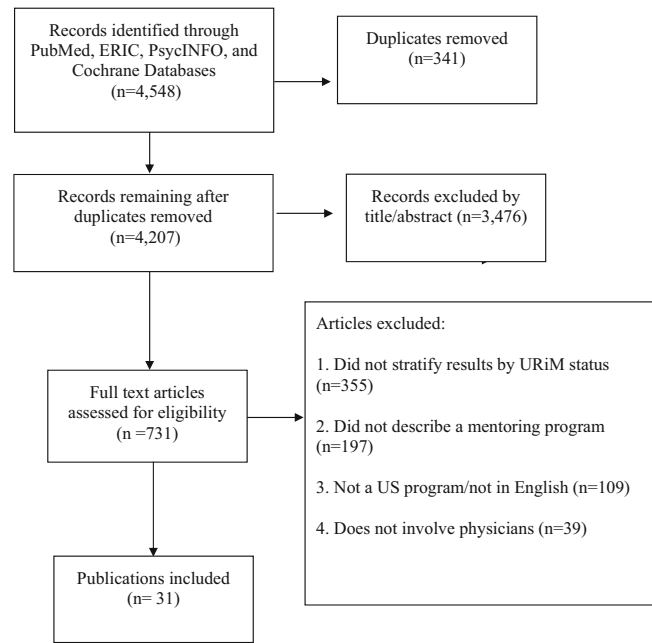 Records identified through
PubMed, ERIC, PsycINFO, and
Cochrane Databases
(n=4,548)
Duplicates removed
(n=341)
Records remaining after
duplicates removed
(n=4,207)
Records excluded by
title/abstract (n=3,476)
Full text articles
assessed for eligibility
(n =731)
Articles excluded:
1. Did not stratify results by URiM status
(n=355)
2. Did not describe a mentoring program
(n=197)
3. Not a US program/not in English (n=109)
4. Does not involve physicians (n=39)
Publications included
(n= 31)